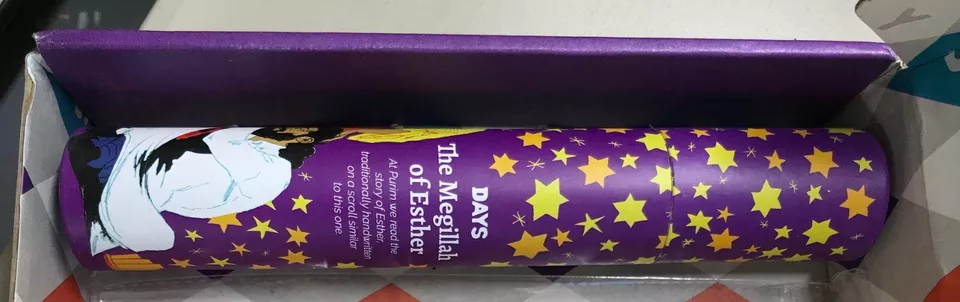 DAYS
The Megillah
of Esther
At Purim we read the
story of Esther,
traditionally handwritten
on a scroll similar
to this one